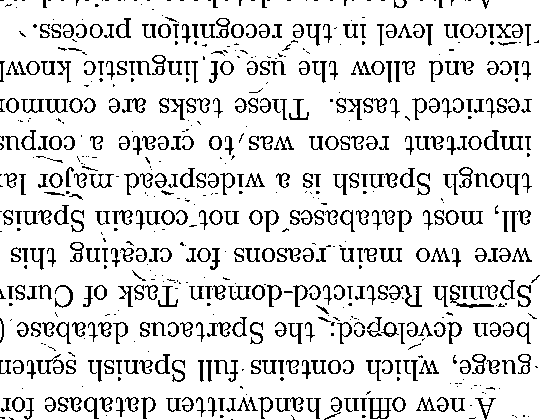 A new offline handwritten database for
guage, which contains full Spanish senten
been developed: the Spartacus database (
Spanish Restricted-domain Task of Cursiv
were two main reasons for creating this
all, most databases do not contain Spanis
though Spanish is a widespread major la
important reason was to create a corpus
restricted tasks. These tasks are common
tice and allow the use of linguistic know
lexicon level in the recognition process.